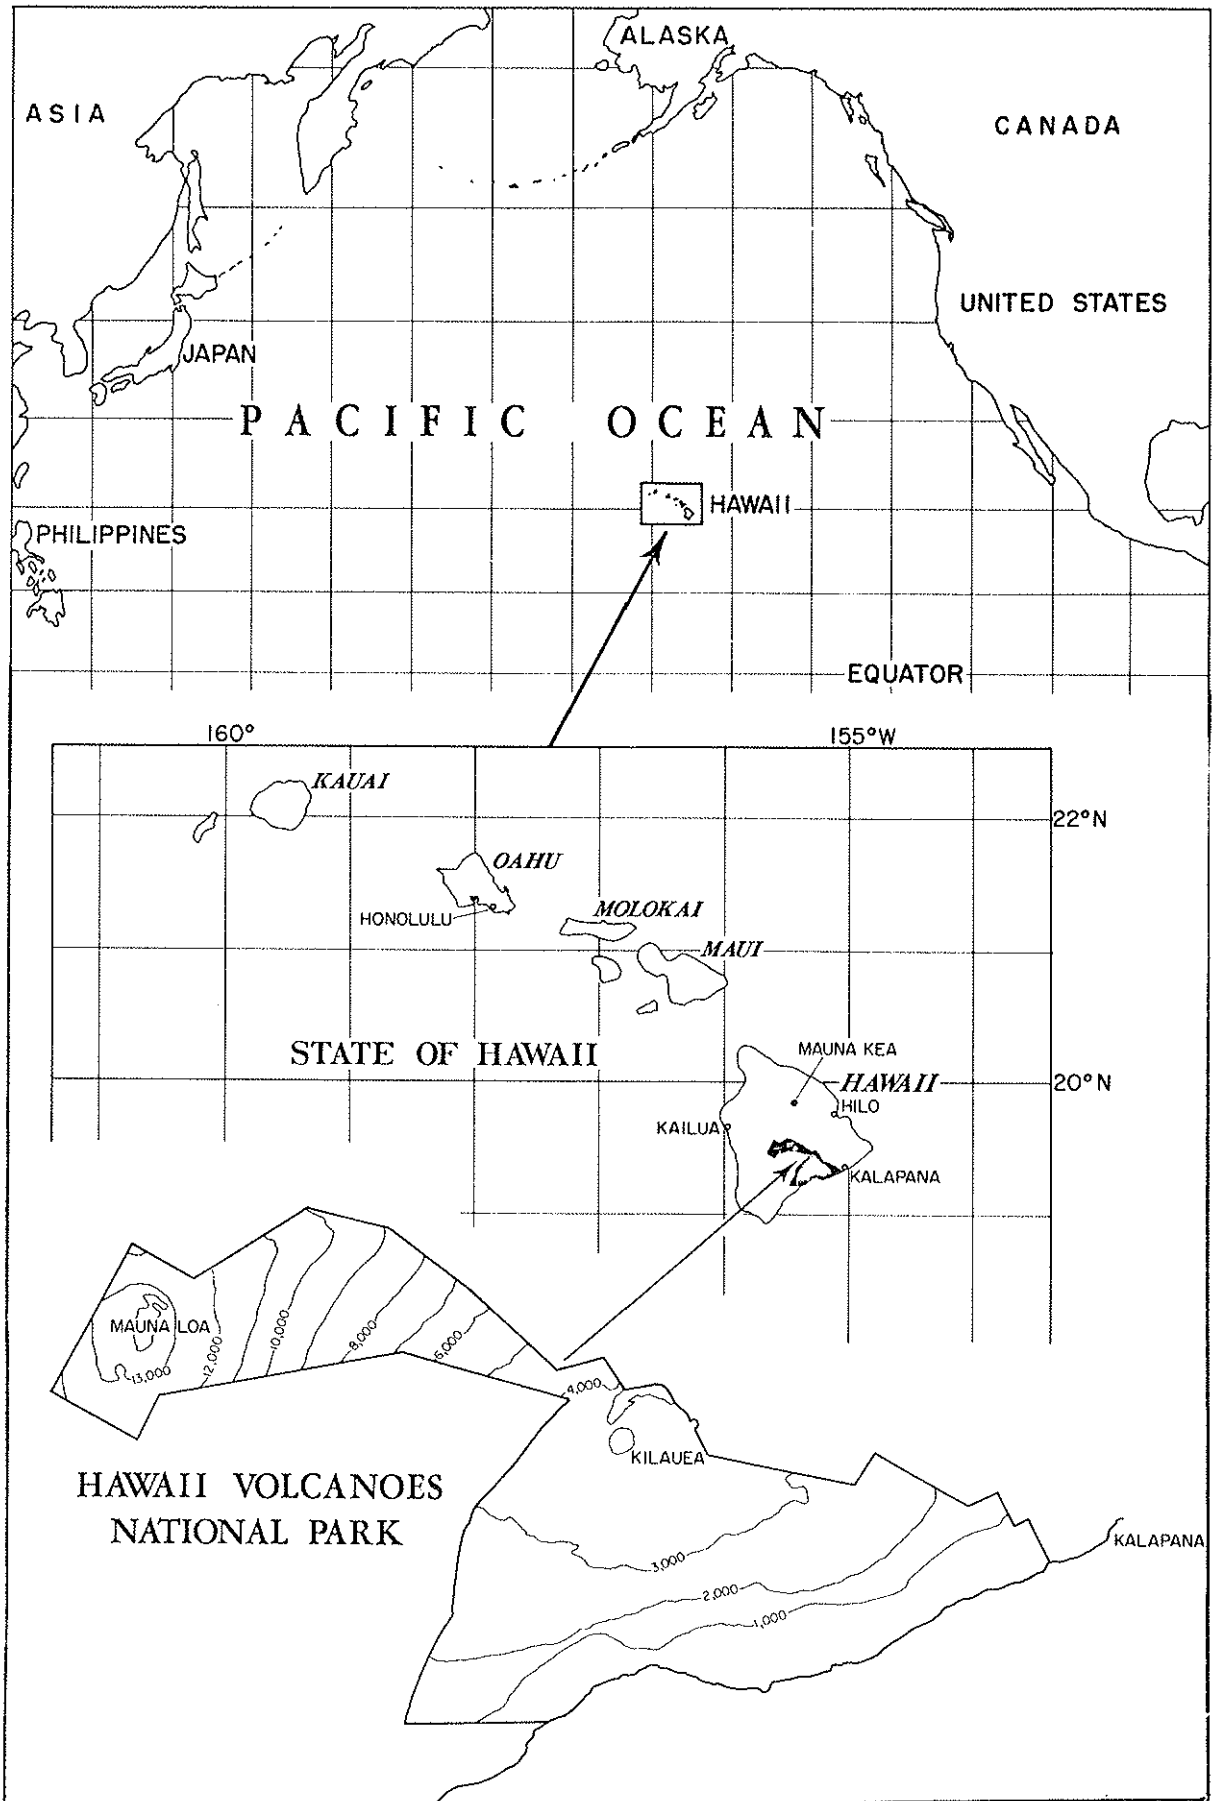 ALASKA
ASIA
CANADA
UNITED STATES
JAPAN
PACIFIC OCEAN
HAWAII
PHILIPPINES
EQUATOR
160°
155°W
KAUAI
22°N
OAHU
HONOLULU
MOLOKAI
MAUI
STATE OF HAWAII
MAUNA KEA
HAWAII
20°N
HILO
KAILUA
KALAPANA
MAUNA LOA
13,000
12,000
10,000
8,000
6,000
4,000
KILAUEA
HAWAII VOLCANOES
NATIONAL PARK
KALAPANA
3,000
2,000
1,000